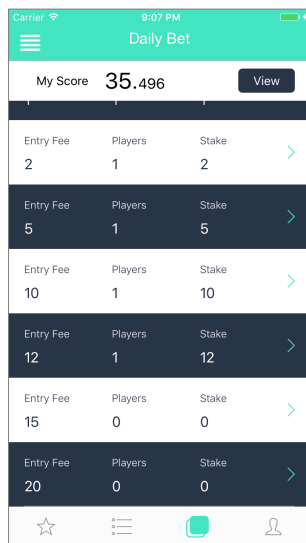 Carrier 9:07 PM
Daily Bet
My Score 35.496 View
Entry Fee Players Stake
2 1 2
Entry Fee Players Stake
5 1 5
Entry Fee Players Stake
10 1 10
Entry Fee Players Stake
12 1 12
Entry Fee Players Stake
15 0 0
Entry Fee Players Stake
20 0 0